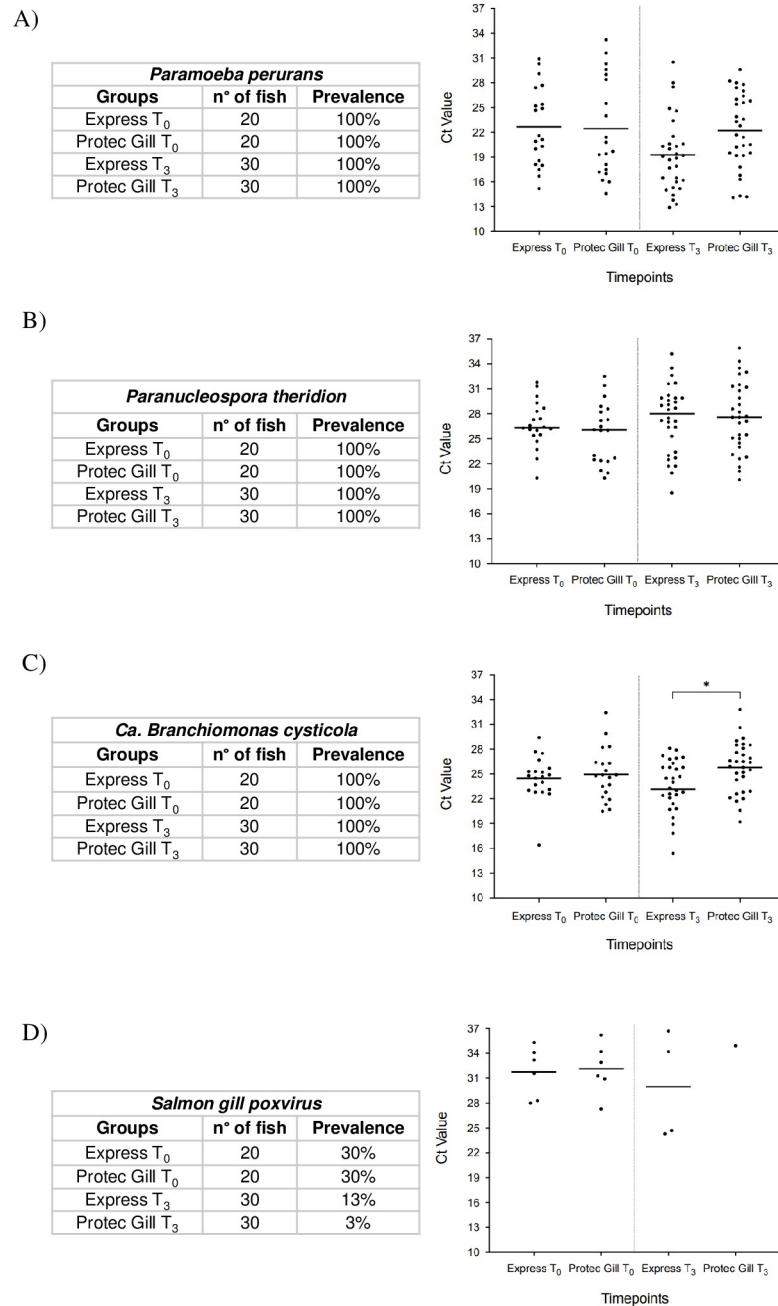 A)
Paramoeba perurans
Groups n° of fish Prevalence
Express T0 20 100%
Protec Gill T0 20 100%
Express T3 30 100%
Protec Gill T3 30 100%
Ct Value
37
34
31
28
25
22
19
16
13
10
Express T0 Protec Gill T0 Express T3 Protec Gill T3
Timepoints
B)
Paranucleospora theridion
Groups n° of fish Prevalence
Express T0 20 100%
Protec Gill T0 20 100%
Express T3 30 100%
Protec Gill T3 30 100%
Ct Value
37
34
31
28
25
22
19
16
13
10
Express T0 Protec Gill T0 Express T3 Protec Gill T3
Timepoints
C)
Ca. Branchiomonas cysticola
Groups n° of fish Prevalence
Express T0 20 100%
Protec Gill T0 20 100%
Express T3 30 100%
Protec Gill T3 30 100%
Ct Value
37
34
31
28
25
22
19
16
13
10
*
Express T0 Protec Gill T0 Express T3 Protec Gill T3
Timepoints
D)
Salmon gill poxvirus
Groups n° of fish Prevalence
Express T0 20 30%
Protec Gill T0 20 30%
Express T3 30 13%
Protec Gill T3 30 3%
Ct Value
37
34
31
28
25
22
19
16
13
10
Express T0 Protec Gill T0 Express T3 Protec Gill T3
Timepoints